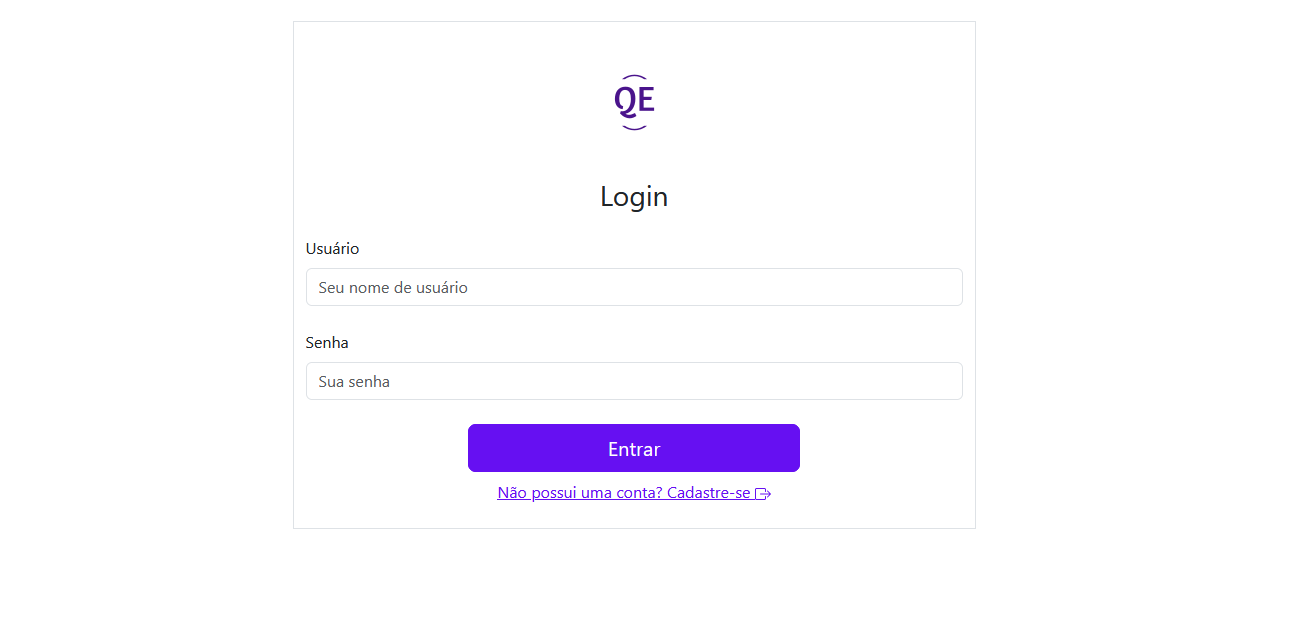 QE
Login
Usuário
Seu nome de usuário
Senha
Sua senha
Entrar
Não possui uma conta? Cadastre-se